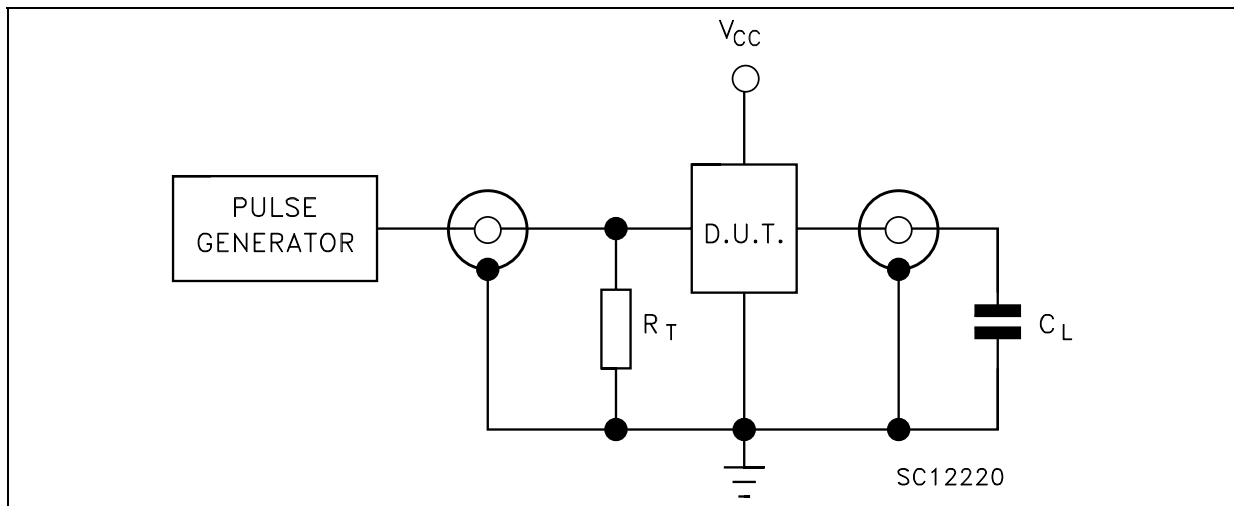 VCC
PULSE
GENERATOR
D.U.T.
RT
CL
SC12220